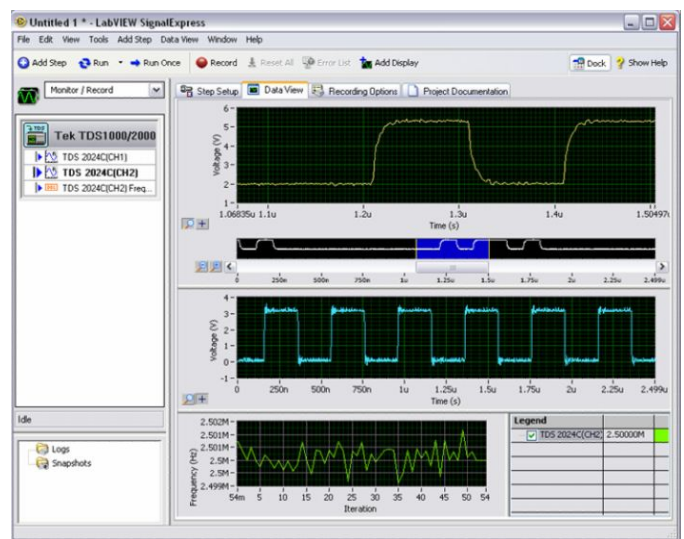 Untitled 1 * - LabVIEW SignalExpress
File Edit View Tools Add Step Data View Window Help
Add Step Run Run Once Record Reset All Error List Add Display Dock Show Help
Monitor / Record
Step Setup Data View Recording Options Project Documentation
Tek TDS1000/2000
TDS 2024C(CH1)
TDS 2024C(CH2)
TDS 2024C(CH2) Freq...
Voltage (V)
6
5
4
3
2
1
1.06835u 1.1u 1.2u 1.3u 1.4u 1.50497u
Time (s)
0 250n 500n 750n 1u 1.25u 1.5u 1.75u 2u 2.25u 2.499u
Voltage (V)
4
3
2
1
0
-1
0 250n 500n 750n 1u 1.25u 1.5u 1.75u 2u 2.25u 2.499u
Time (s)
Idle
Logs
Snapshots
Frequency (Hz)
2.502M
2.501M
2.501M
2.5M
2.5M
2.499M
54m 5 10 15 20 25 30 35 40 45 50 54
Iteration
Legend
TDS 2024C(CH2) 2.50000M